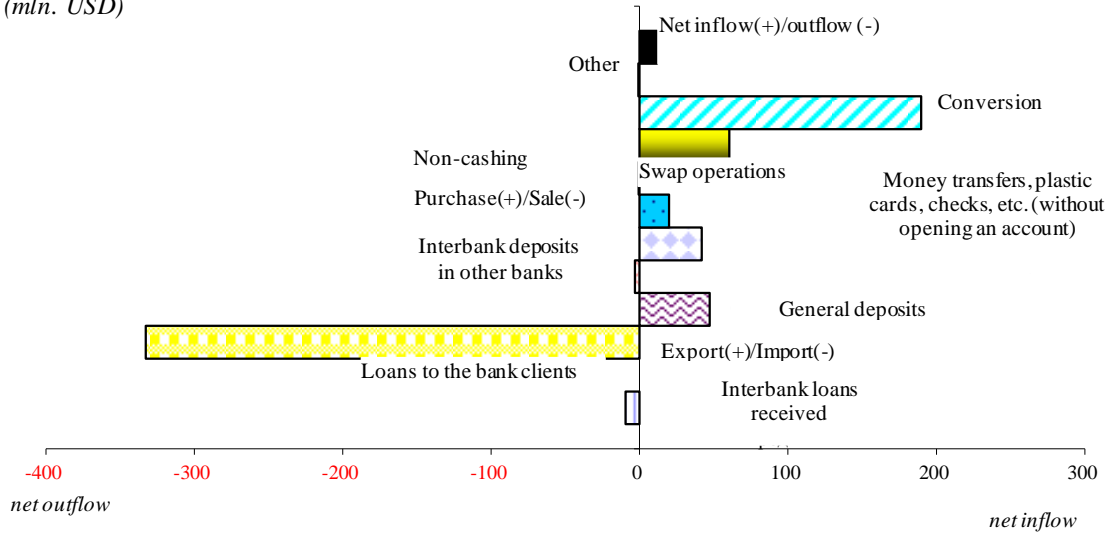 (mln. USD)
Net inflow(+)/outflow (-)
Other
Conversion
Non-cashing
Swap operations
Money transfers, plastic
cards, checks, etc. (without
opening an account)
Purchase(+)/Sale(-)
Interbank deposits
in other banks
General deposits
Export(+)/Import(-)
Loans to the bank clients
Interbank loans
received
-400 -300 -200 -100 0 100 200 300
net outflow
net inflow